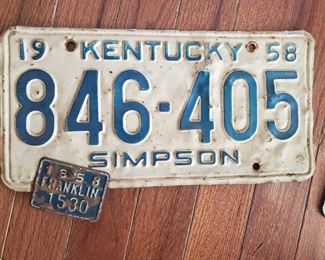 19 KENTUCKY 58
846-405
SIMPSON
1958
FRANKLIN
1530